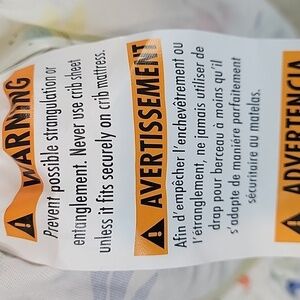 WARNING
Prevent possible strangulation or
entanglement. Never use crib sheet
unless it fits securely on crib mattress.
AVERTISSEMENT
Afin d'empêcher l'enchevêtrement ou
l'étranglement, ne jamais utiliser de
drap pour berceau à moins qu'il
s'adapte de manière parfaitement
sécuritaire au matelas.
ADVERTENCIA